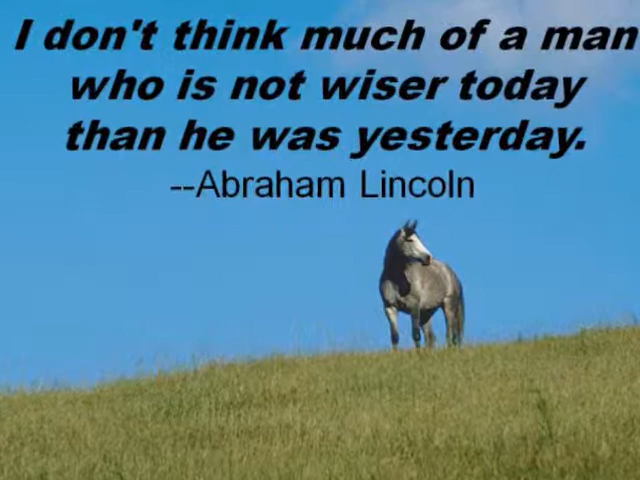 I don't think much of a man
who is not wiser today
than he was yesterday.
--Abraham Lincoln